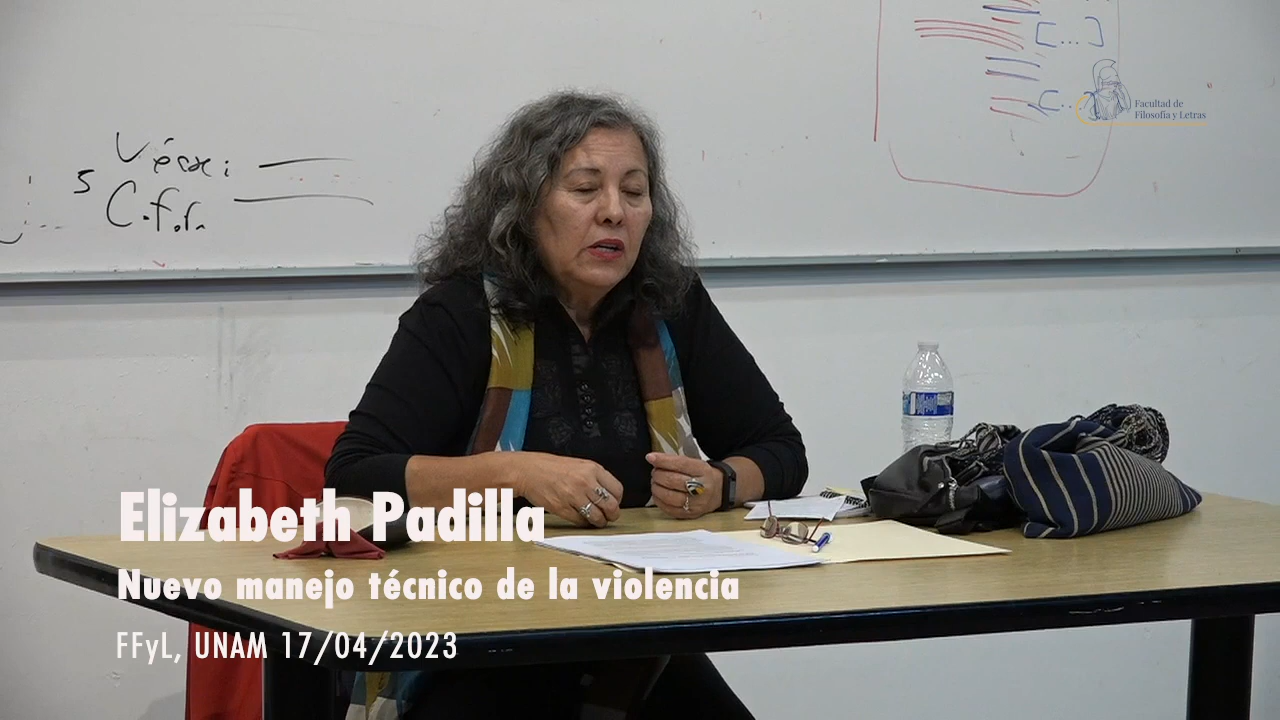 [...]
[...]
Facultad de
Filosofía y Letras
Elizabeth Padilla
Nuevo manejo técnico de la violencia
FFyL, UNAM 17/04/2023